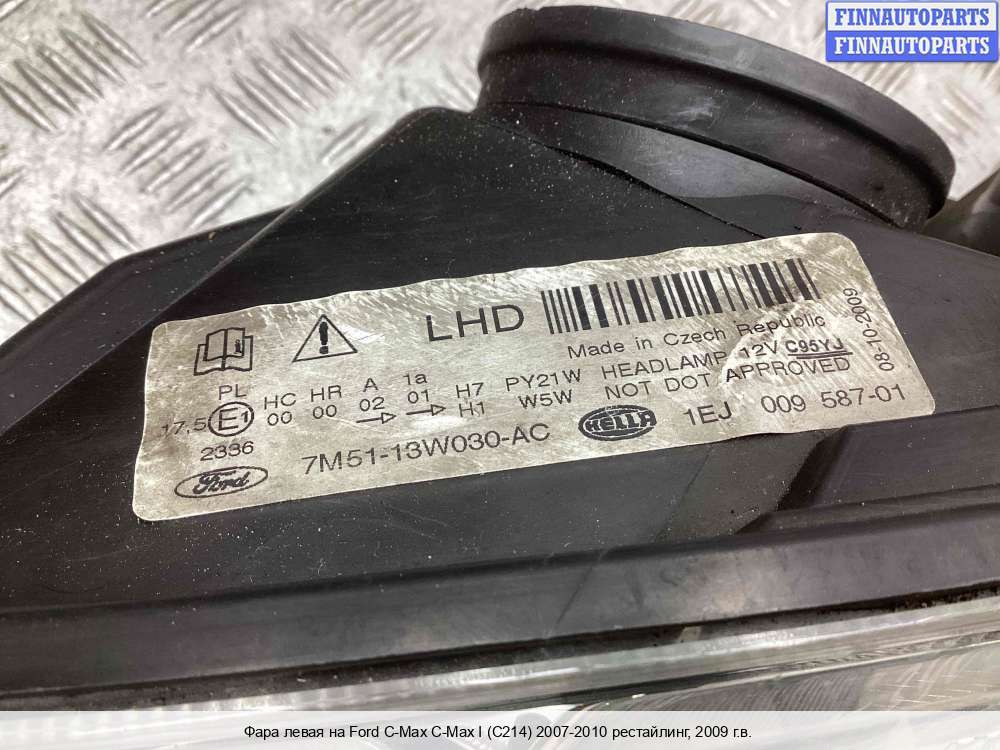 FINNAUTOPARTS
FINNAUTOPARTS
LHD
Made in Czech Republic
08-10-2009
PL HC HR A 1a H7 PY21W HEADLAMP 12V C95YJ
17,5 E1 00 00 02 01 H1 W5W NOT DOT APPROVED
2336 7M51-13W030-AC HELLA 1EJ 009 587-01
Ford
Фара левая на Ford C-Max C-Max I (C214) 2007-2010 рестайлинг, 2009 г.в.